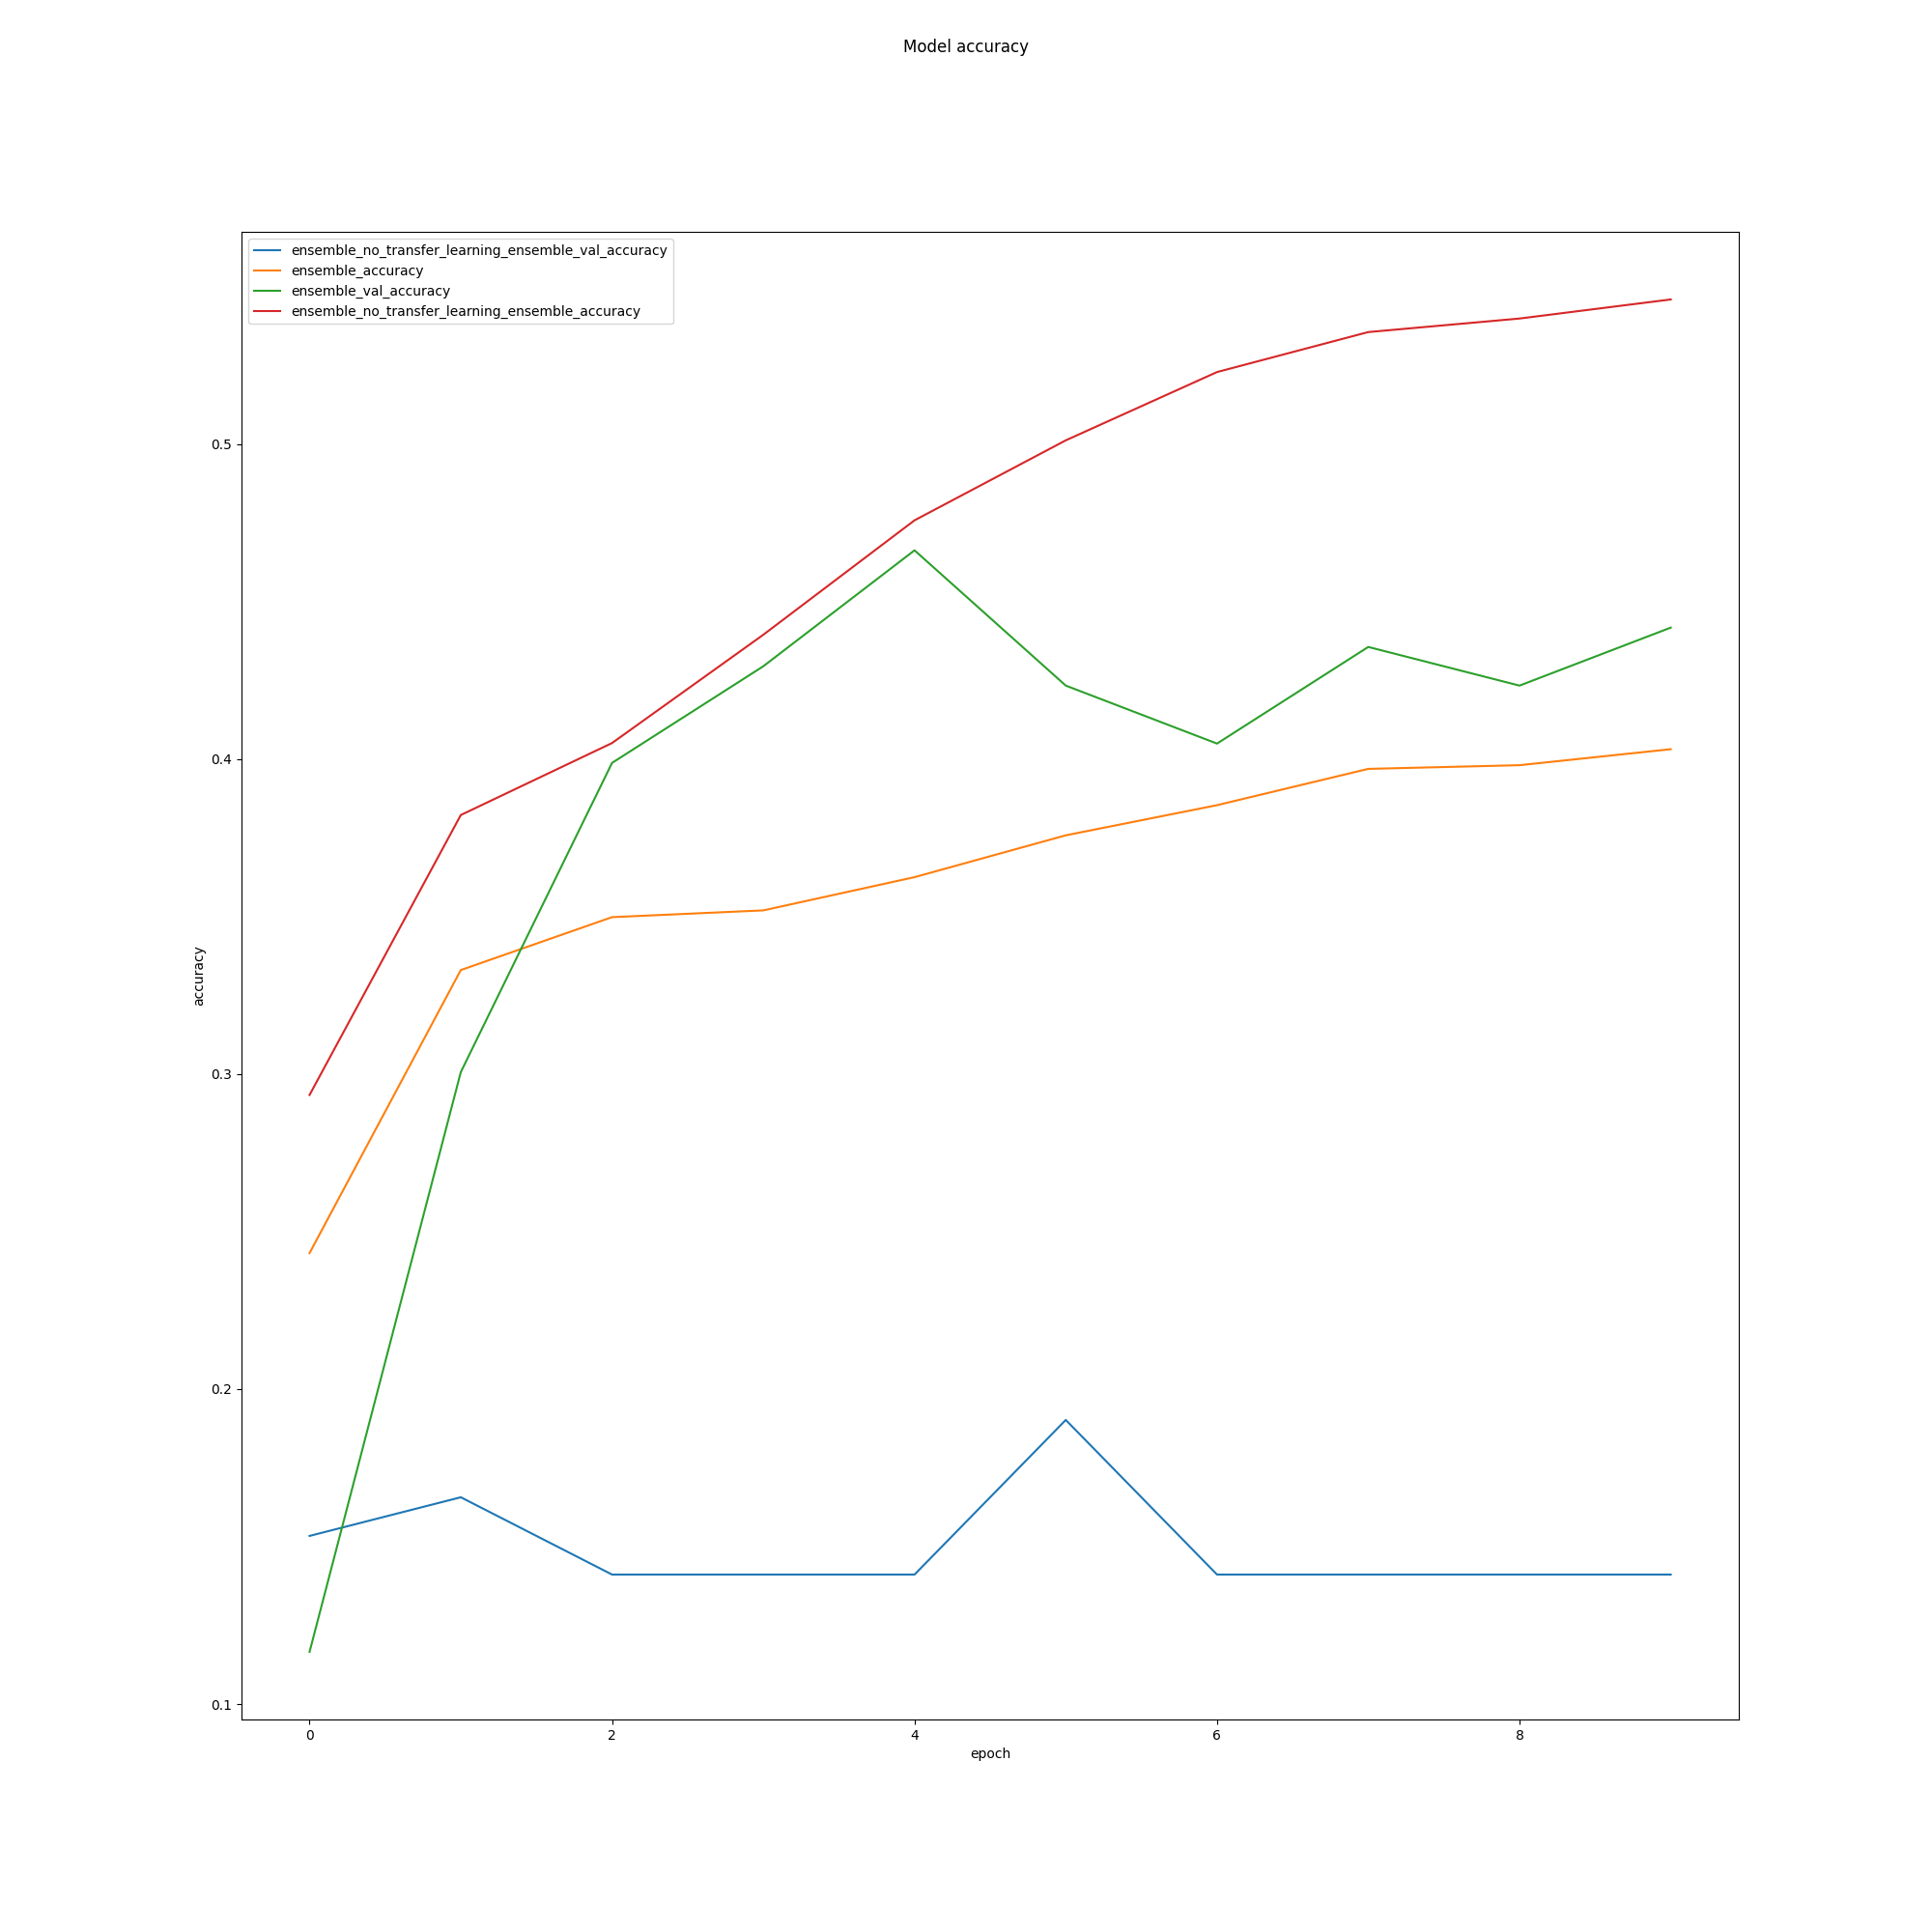 Model accuracy
ensemble_no_transfer_learning_ensemble_val_accuracy
ensemble_accuracy
ensemble_val_accuracy
ensemble_no_transfer_learning_ensemble_accuracy
0.5
0.4
0.3
0.2
0.1
accuracy
0 2 4 6 8
epoch